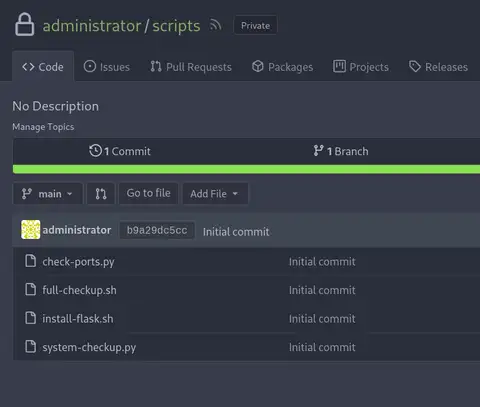 administrator / scripts Private
Code Issues Pull Requests Packages Projects Releases
No Description
Manage Topics
1 Commit 1 Branch
main Go to file Add File
administrator b9a29dc5cc Initial commit
check-ports.py Initial commit
full-checkup.sh Initial commit
install-flask.sh Initial commit
system-checkup.py Initial commit